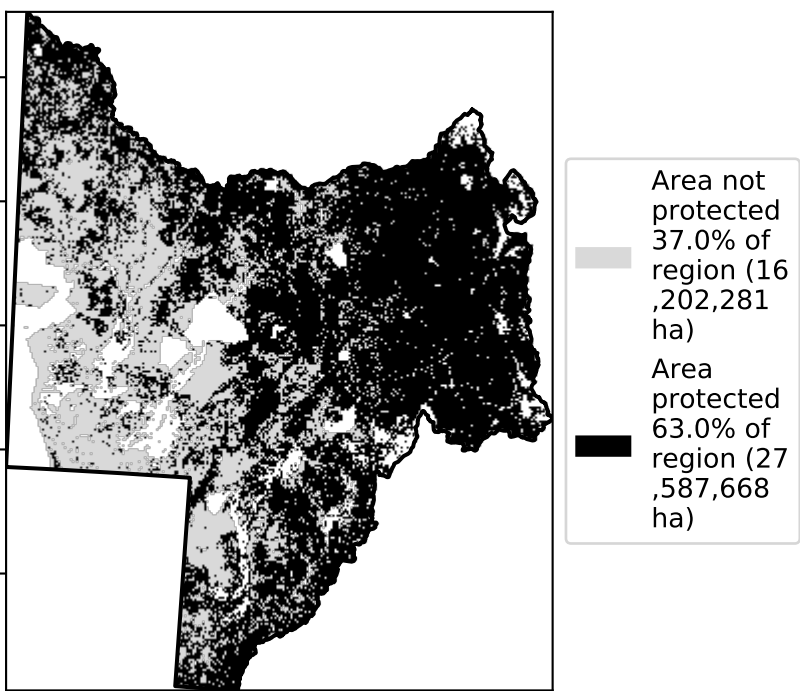 Area not
protected
37.0% of
region (16
,202,281
ha)
Area
protected
63.0% of
region (27
,587,668
ha)